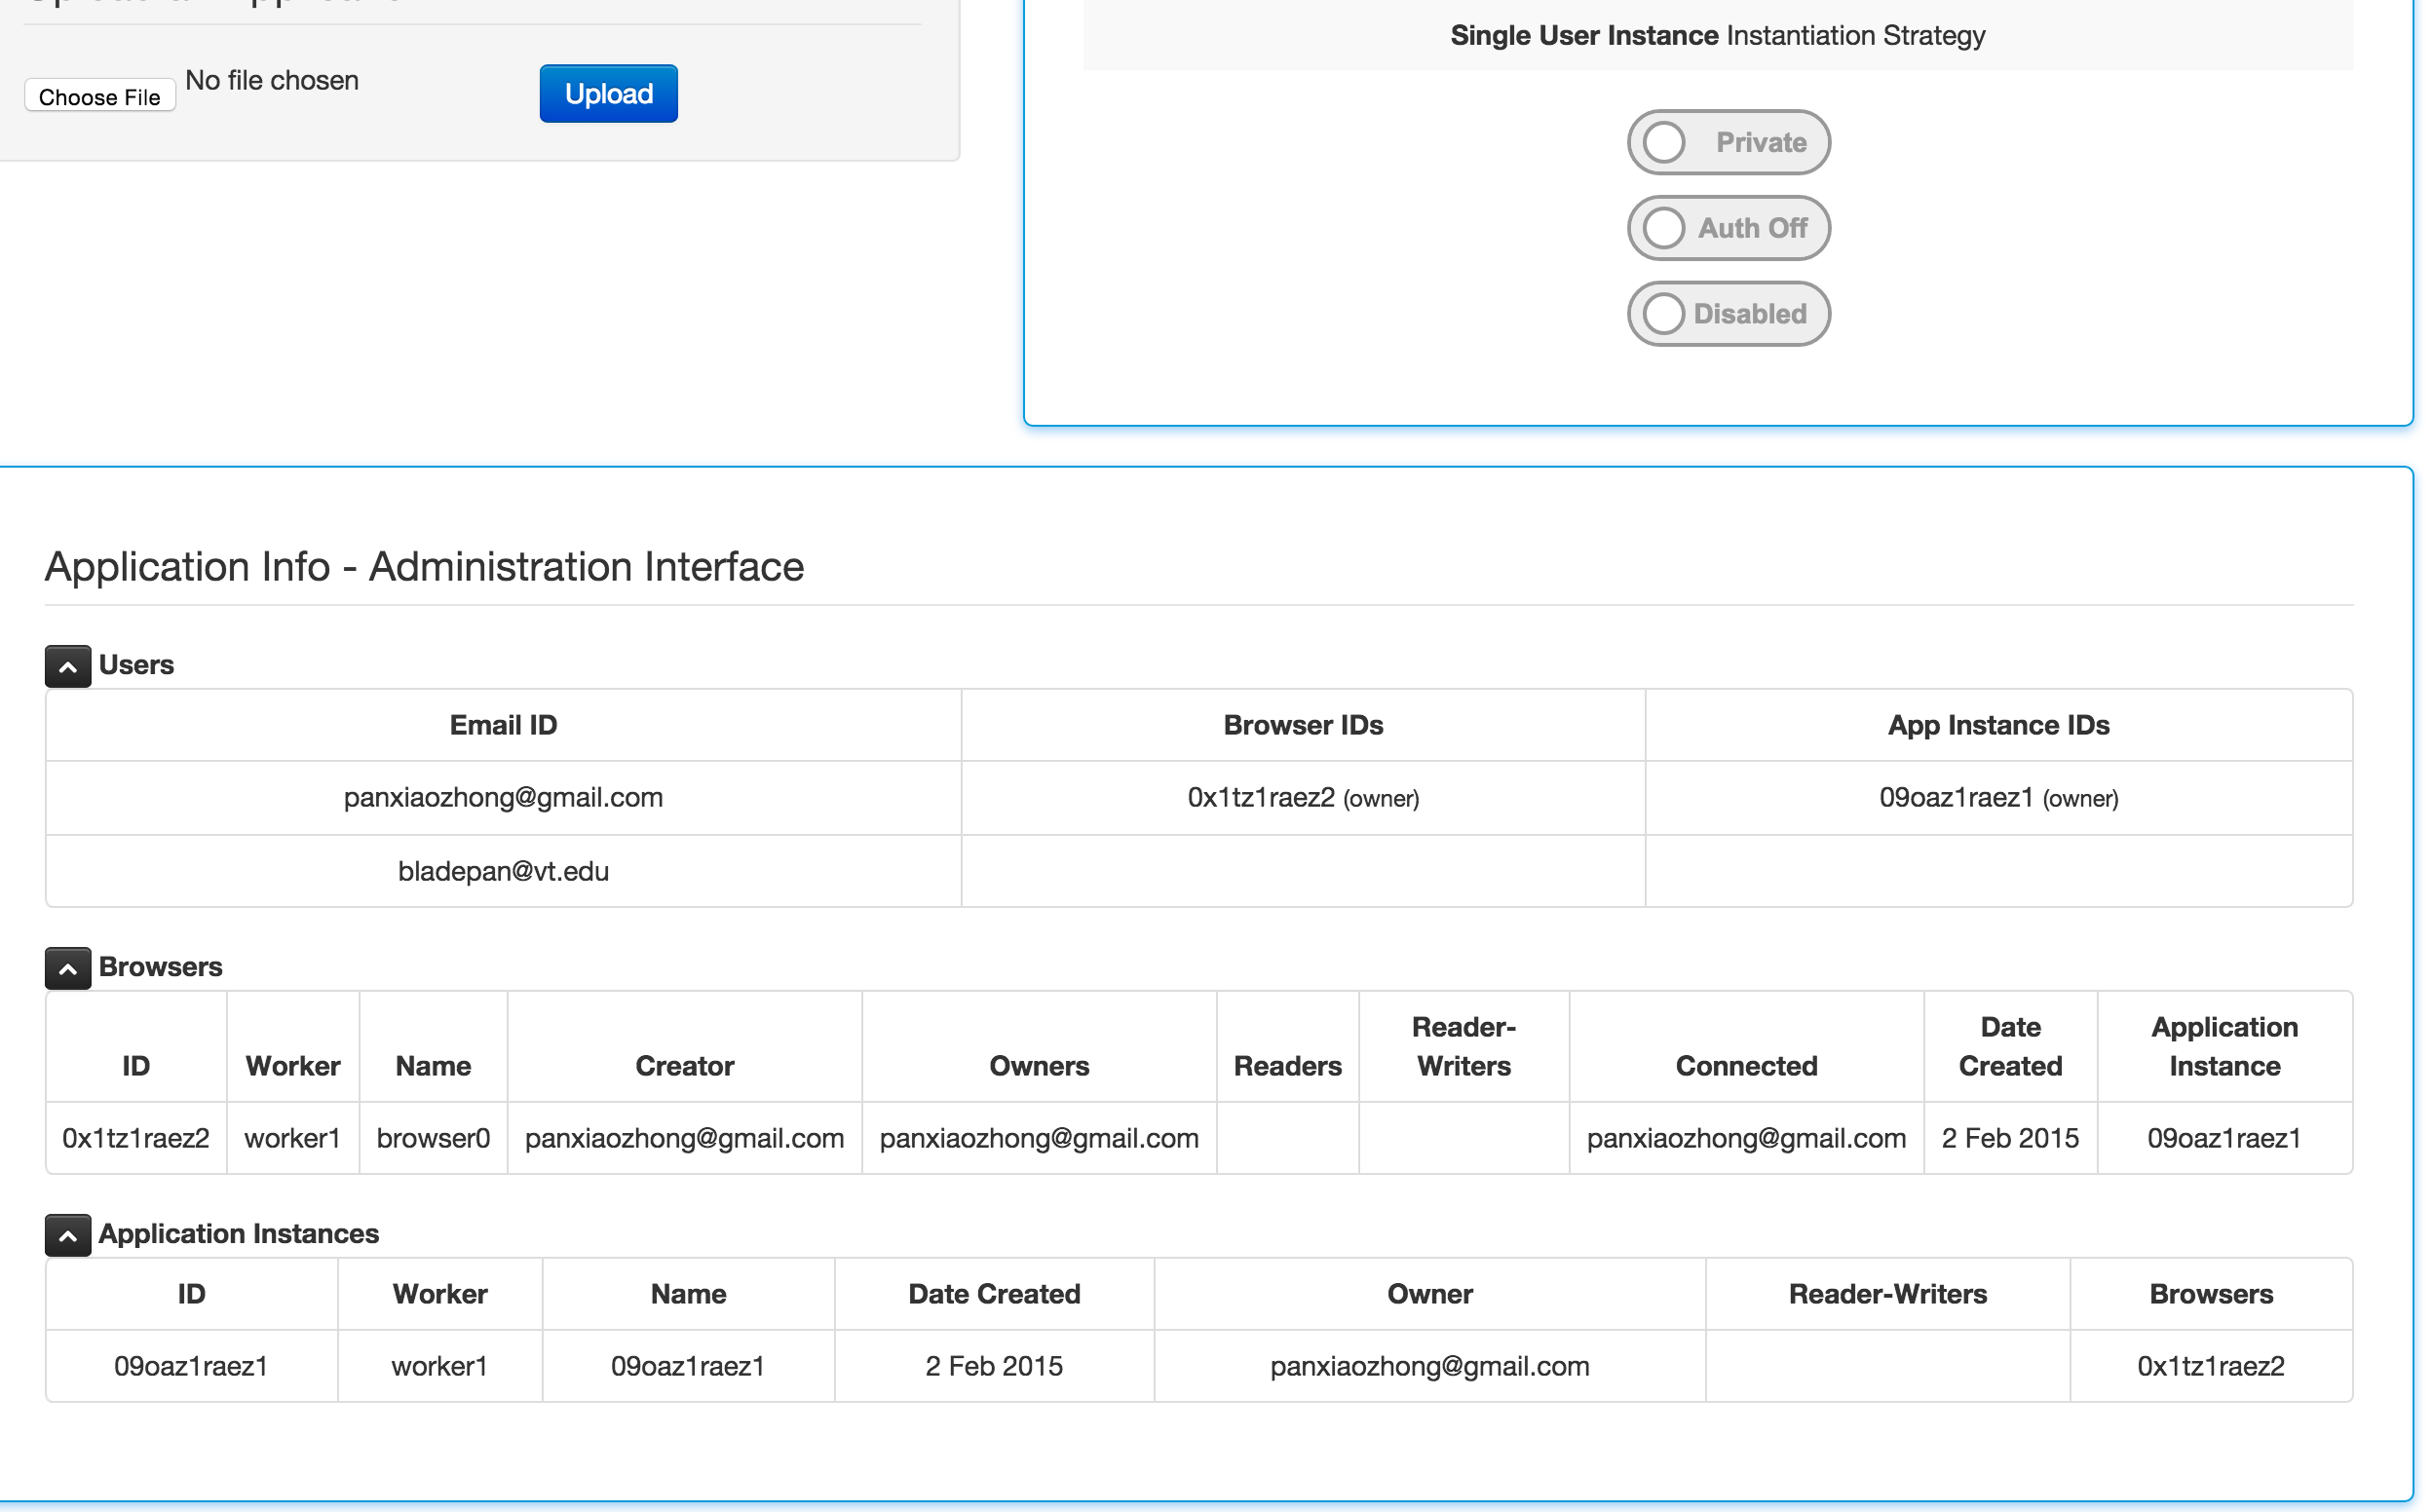 Choose File No file chosen Upload
Single User Instance Instantiation Strategy
Private
Auth Off
Disabled
Application Info - Administration Interface
Users
Email ID Browser IDs App Instance IDs
panxiaozhong@gmail.com 0x1tz1raez2 (owner) 09oaz1raez1 (owner)
bladepan@vt.edu
Browsers
ID Worker Name Creator Owners Readers Reader-Writers Connected Date Created Application Instance
0x1tz1raez2 worker1 browser0 panxiaozhong@gmail.com panxiaozhong@gmail.com panxiaozhong@gmail.com 2 Feb 2015 09oaz1raez1
Application Instances
ID Worker Name Date Created Owner Reader-Writers Browsers
09oaz1raez1 worker1 09oaz1raez1 2 Feb 2015 panxiaozhong@gmail.com 0x1tz1raez2